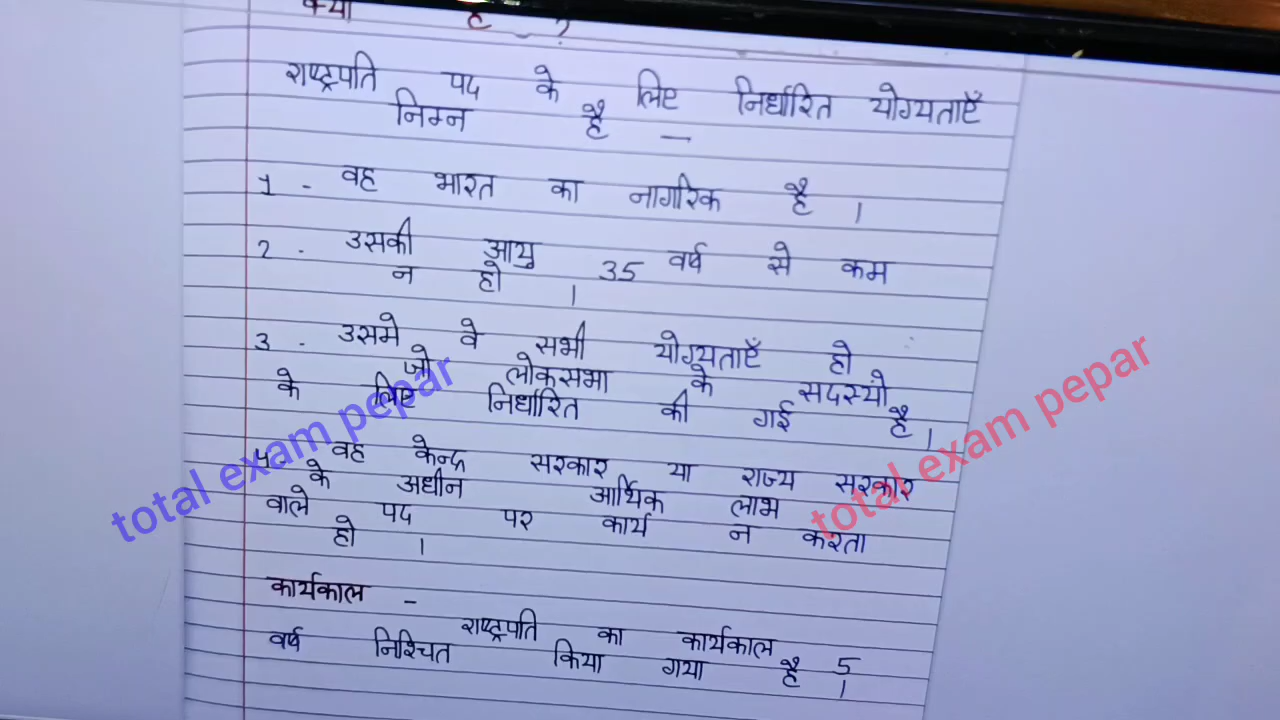 क्या है - ?
राष्ट्रपति पद के लिए निर्धारित योग्यताएँ
निम्न है —
1 - वह भारत का नागरिक है ।
2 - उसकी आयु 35 वर्ष से कम
न हो ।
3 - उसमे वे सभी योग्यताएँ हो
जो लोकसभा के सदस्यो
के लिए निर्धारित की गई है ।
4 - वह केन्द्र सरकार या राज्य सरकार
के अधीन आर्थिक लाभ
वाले पद पर कार्य न करता
हो ।
कार्यकाल -
राष्ट्रपति का कार्यकाल 5
वर्ष निश्चित किया गया है ।
total exam pepar
total exam pepar